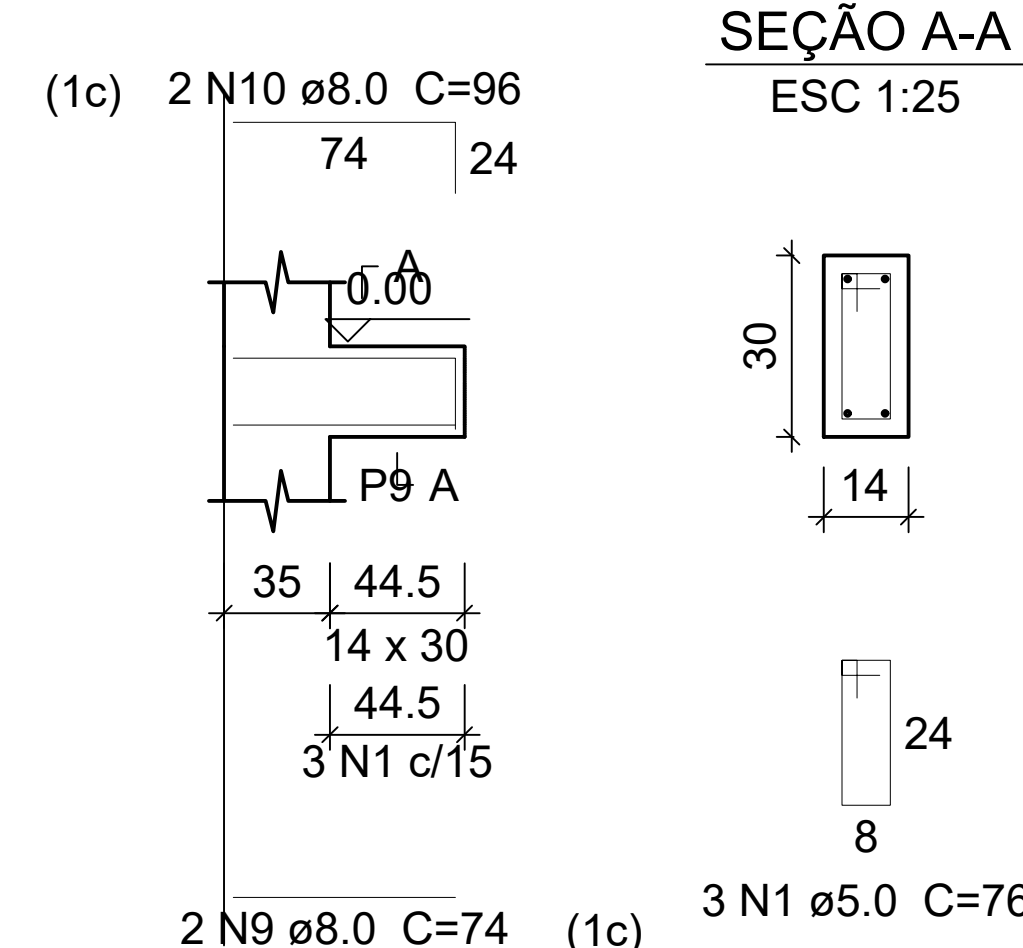 SEÇÃO A-A
ESC 1:25
(1c) 2 N10 ø8.0 C=96
74
24
A
0.00
P9 A
35
44.5
14 x 30
44.5
3 N1 c/15
2 N9 ø8.0 C=74 (1c)
30
14
24
8
3 N1 ø5.0 C=76